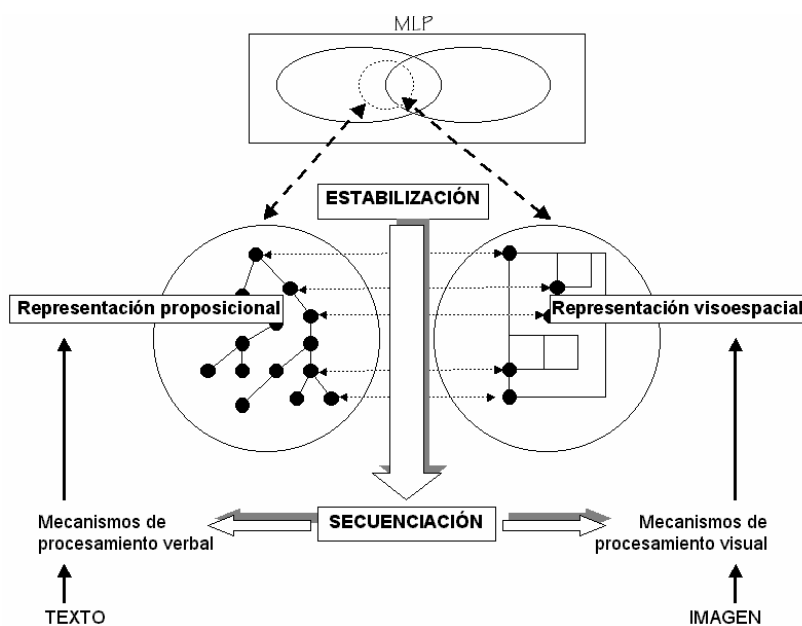 MLP
ESTABILIZACIÓN
Representación proposicional
Representación visoespacial
SECUENCIACIÓN
Mecanismos de
procesamiento verbal
Mecanismos de
procesamiento visual
TEXTO
IMAGEN